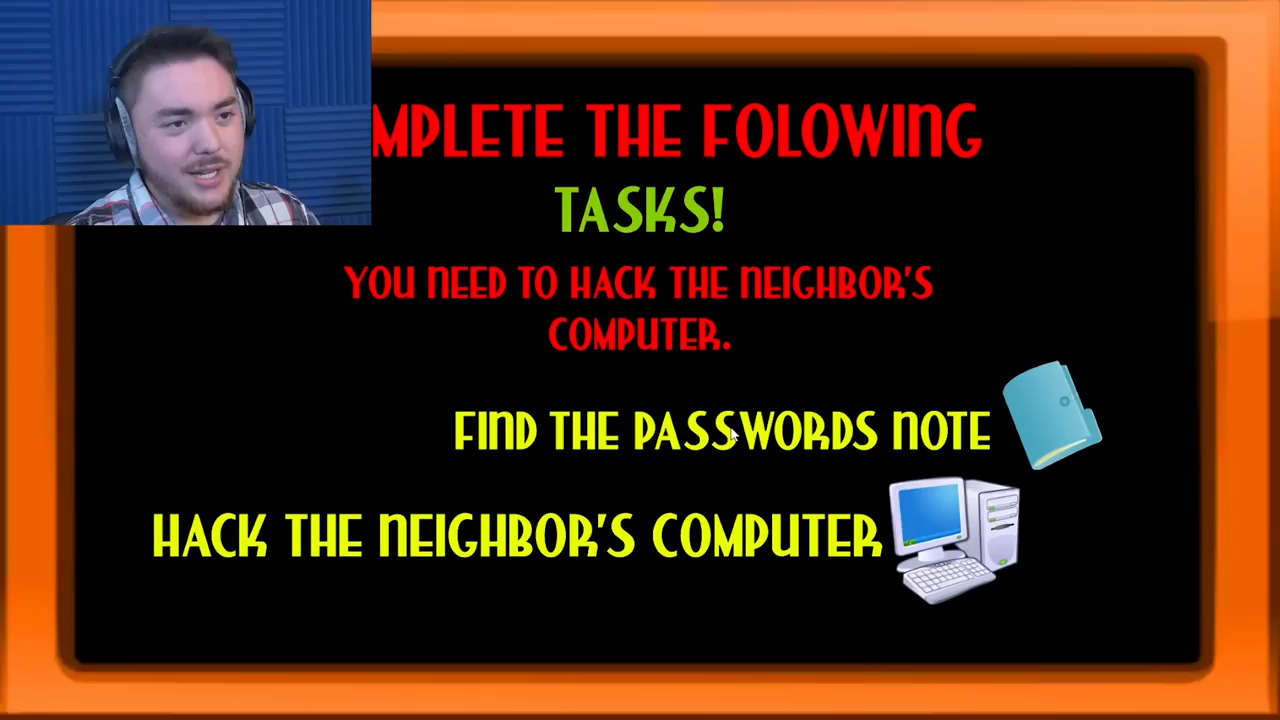 MPLETE THE FOLOWING
TASKS!
YOU NEED TO HACK THE NEIGHBOR'S
COMPUTER.
FIND THE PASSWORDS NOTE
HACK THE NEIGHBOR'S COMPUTER